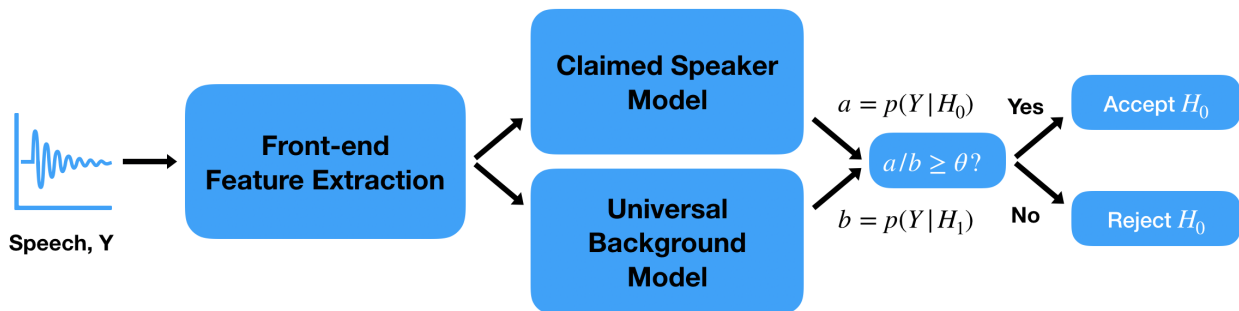 Speech, Y
Front-end
Feature Extraction
Claimed Speaker
Model
Universal
Background
Model
a = p(Y|H₀)
a/b ≥ θ?
b = p(Y|H₁)
Yes
No
Accept H₀
Reject H₀